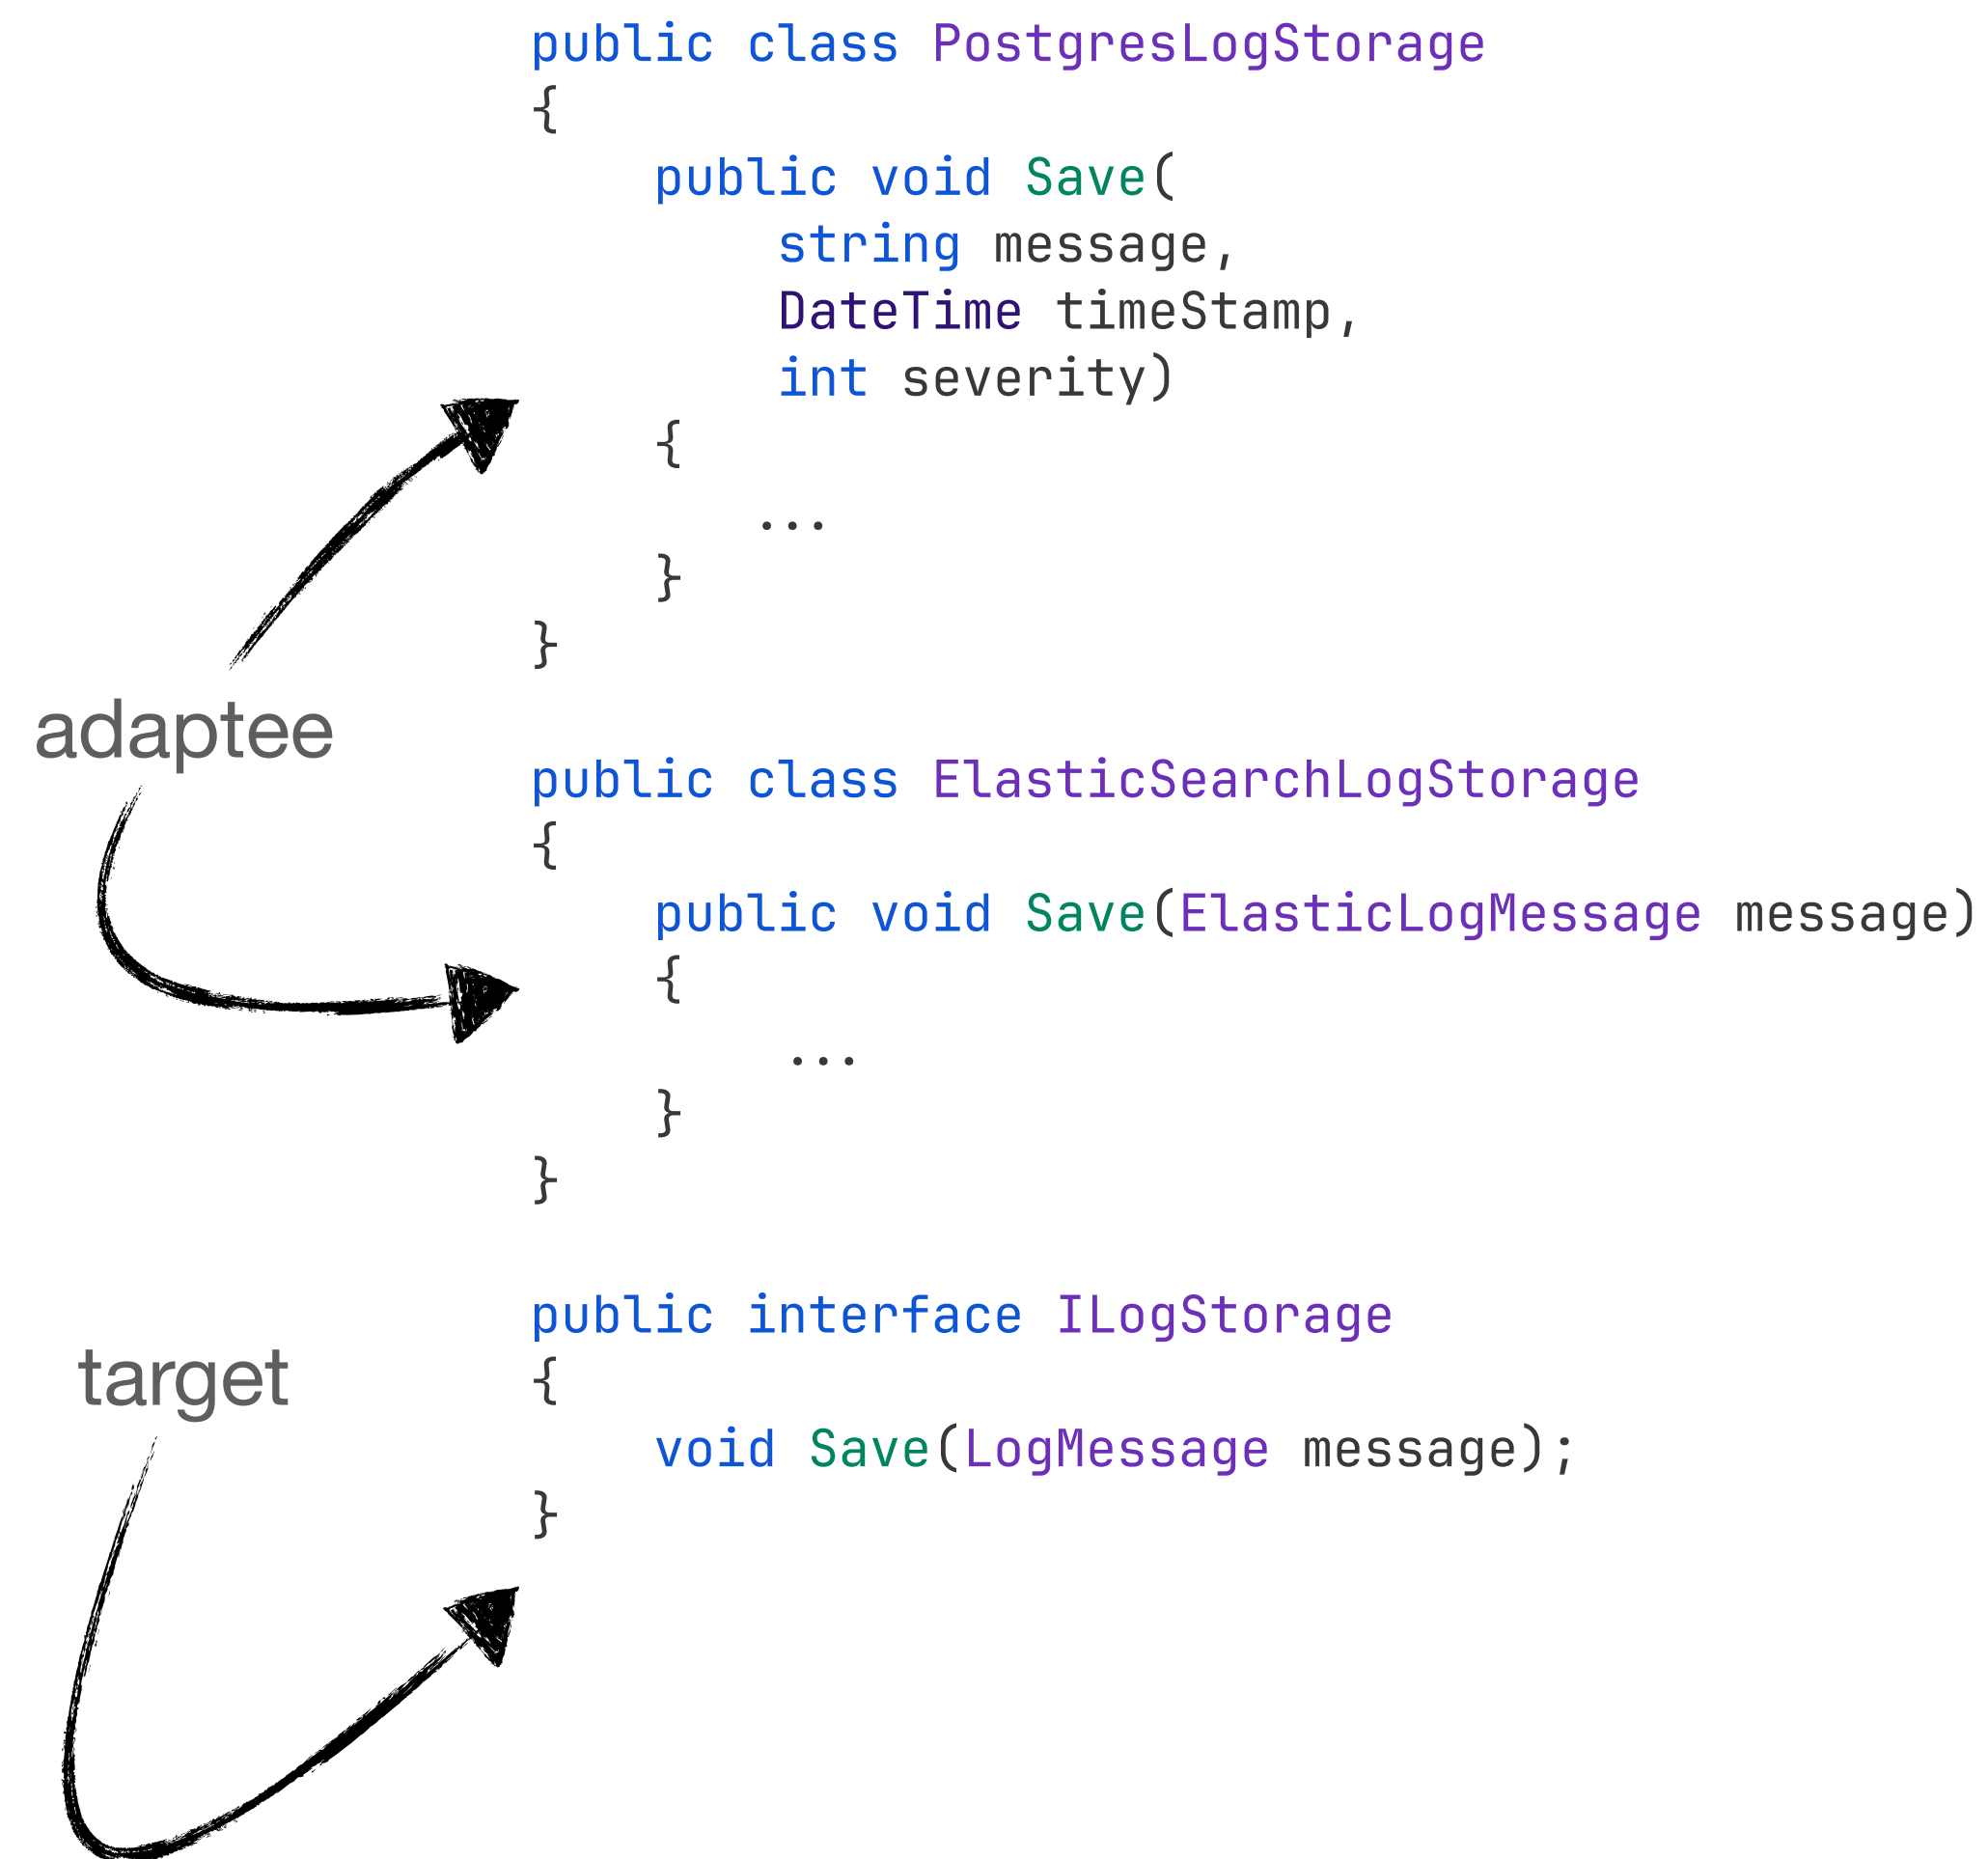 public class PostgresLogStorage
{
    public void Save(
        string message,
        DateTime timeStamp,
        int severity)
    {
        ...
    }
}
adaptee
public class ElasticSearchLogStorage
{
    public void Save(ElasticLogMessage message)
    {
        ...
    }
}
public interface ILogStorage
target
{
    void Save(LogMessage message);
}